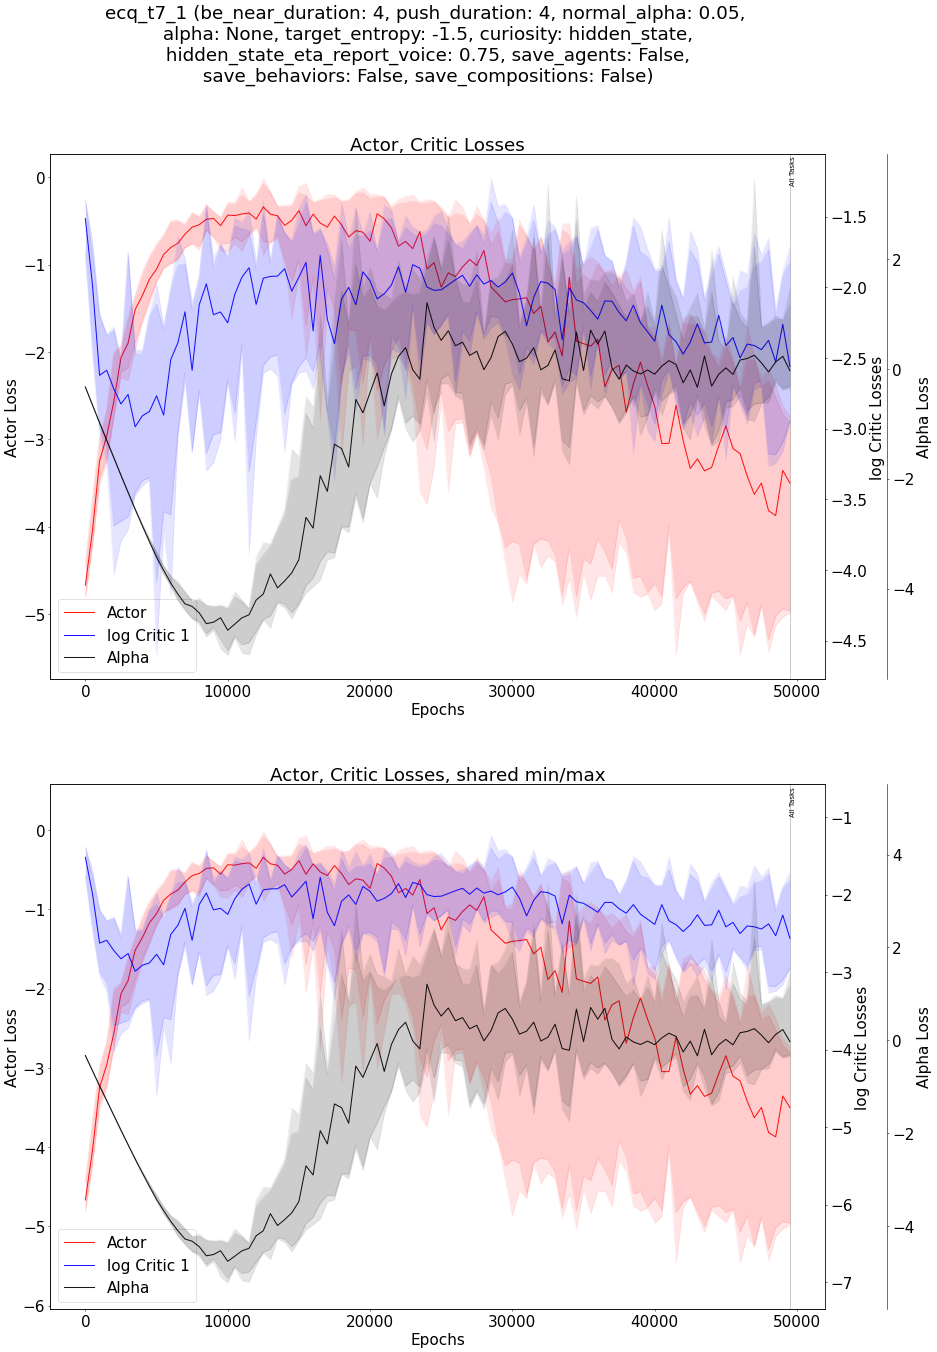 ecq_t7_1 (be_near_duration: 4, push_duration: 4, normal_alpha: 0.05,
alpha: None, target_entropy: -1.5, curiosity: hidden_state,
hidden_state_eta_report_voice: 0.75, save_agents: False,
save_behaviors: False, save_compositions: False)
Actor, Critic Losses
All Tasks
0
−1
−2
−3
−4
−5
Actor Loss
−1.5
−2.0
−2.5
−3.0
−3.5
−4.0
−4.5
log Critic Losses
2
0
−2
−4
Alpha Loss
Actor
log Critic 1
Alpha
0 10000 20000 30000 40000 50000
Epochs
Actor, Critic Losses, shared min/max
All Tasks
0
−1
−2
−3
−4
−5
−6
Actor Loss
−1
−2
−3
−4
−5
−6
−7
log Critic Losses
4
2
0
−2
−4
Alpha Loss
Actor
log Critic 1
Alpha
0 10000 20000 30000 40000 50000
Epochs